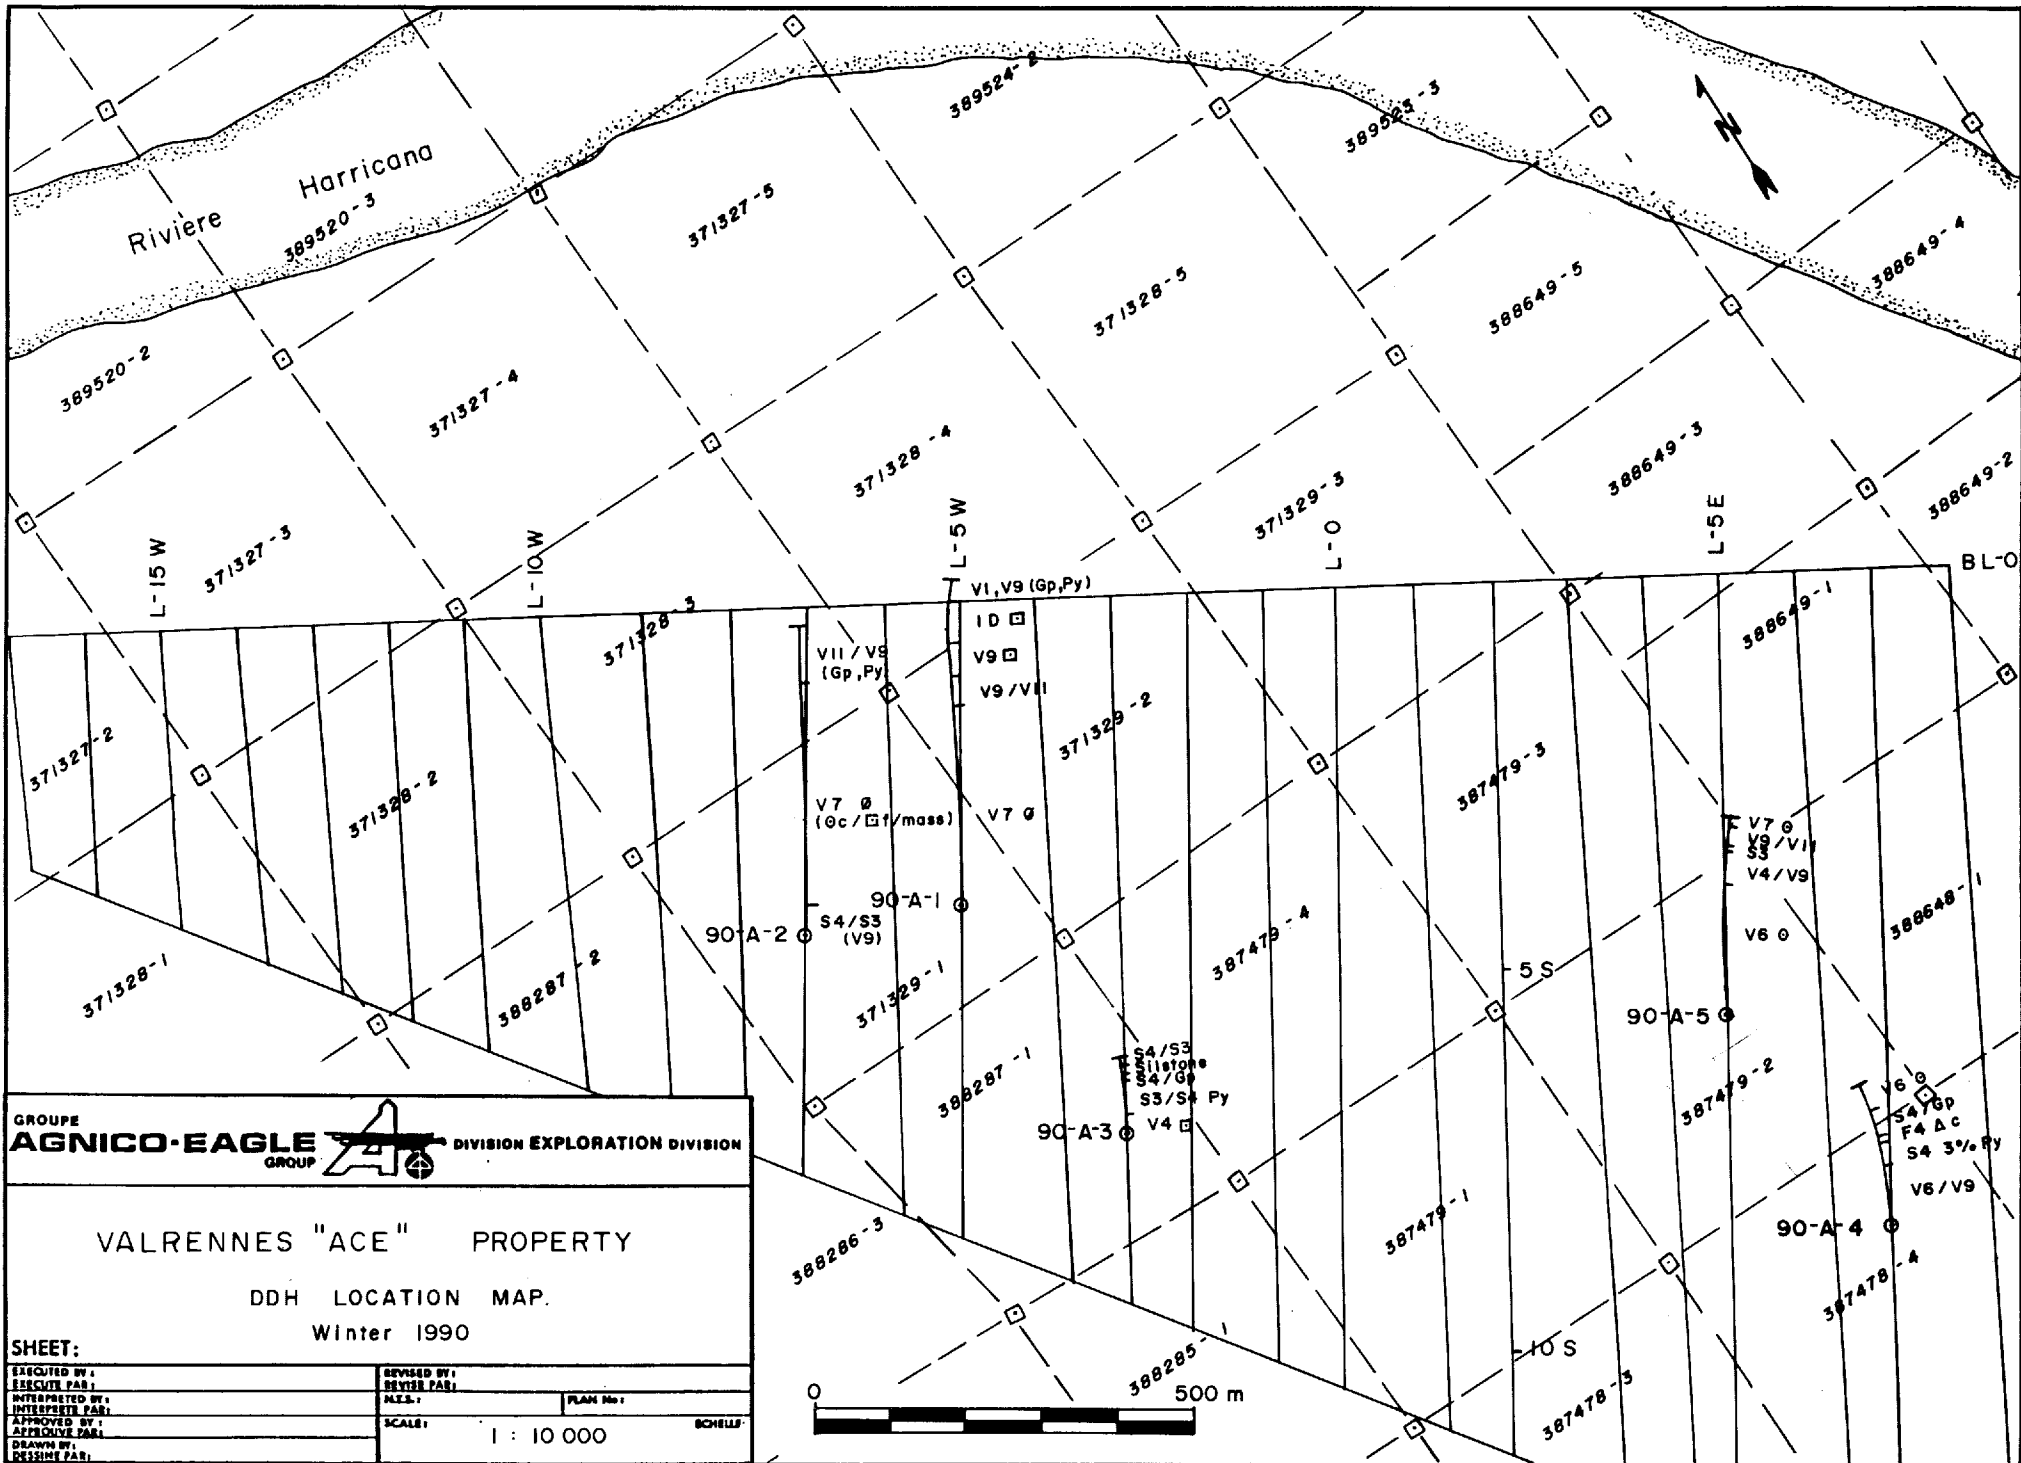 389524-2
389523-3
N
Riviere Harricana
389520-3
371327-5
388649-4
371328-5
388649-5
389520-2
371327-4
371328-4
388649-3
388649-2
371329-3
371327-3
L-15 W
L-10 W
L-5 W
L-0
L-5 E
BL-0
371328-3
388649-1
V1, V9 (Gp,Py)
1D
V9
V9/V11
V11/V9
(Gp,Py)
371327-2
371328-2
371329-2
387479-3
V7 Ø
(Øc/ f/mass)
V7 Ø
V7
V9/V11
S3
V4/V9
V6
90-A-1
90-A-2
S4/S3
(V9)
388648-1
387479-4
5 S
371328-1
388287-2
371329-1
90-A-5
388287-1
S4/S3
Silstone
S4/Gp
S3/S4 Py
90-A-3
V4
387479-2
V6
S4/Gp
F4 Δ c
S4 3% Py
V6/V9
90-A-4
388286-3
387479-1
387478-4
10 S
388285-1
387478-3
0 500 m
GROUPE
AGNICO-EAGLE
GROUP
DIVISION EXPLORATION DIVISION
VALRENNES "ACE" PROPERTY
DDH LOCATION MAP.
Winter 1990
SHEET:
EXECUTED BY:
EXECUTE PAR:
REVISED BY:
REVISE PAR:
INTERPRETED BY:
INTERPRETE PAR:
N.T.S.:
PLAN No:
APPROVED BY:
APPROUVE PAR:
SCALE: 1 : 10 000 ECHELLE:
DRAWN BY:
DESSINE PAR: